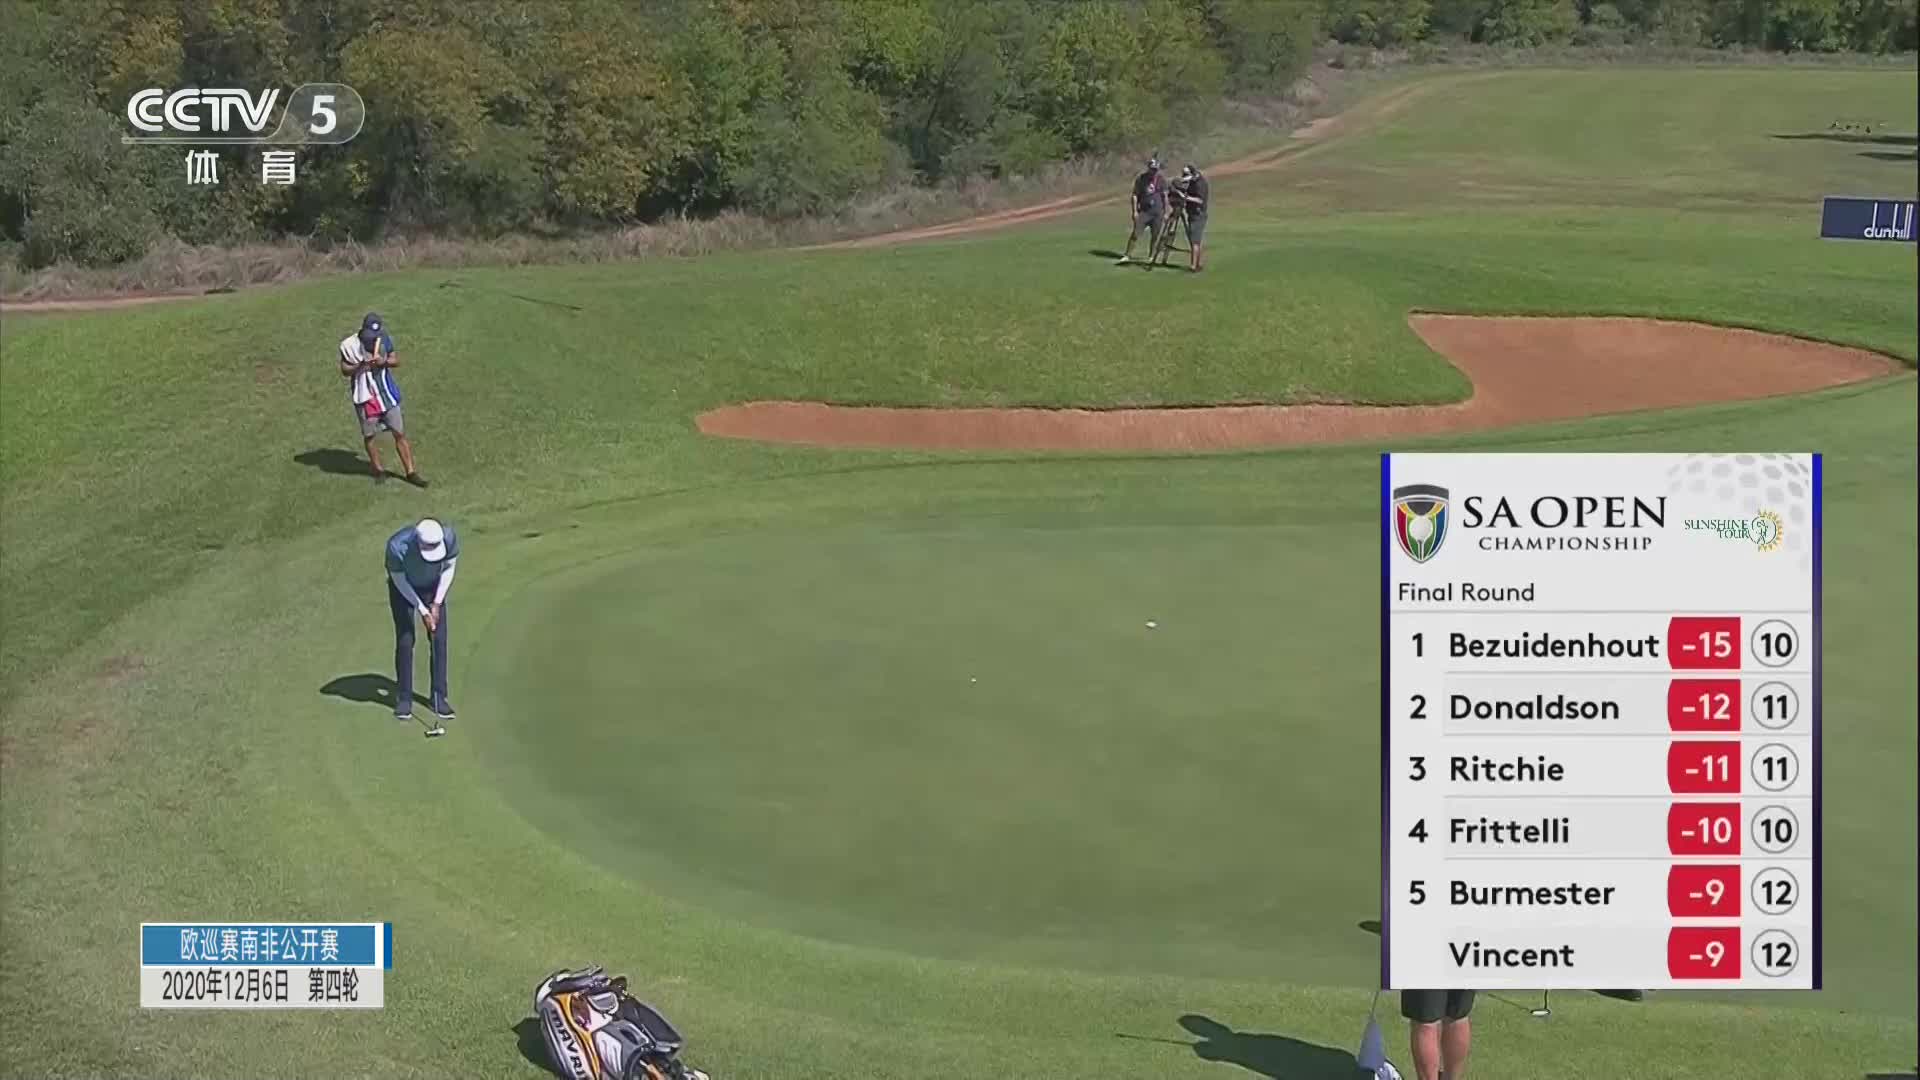 CCTV 5
体育
dunhill
SA OPEN
CHAMPIONSHIP
SUNSHINE
TOUR
Final Round
1 Bezuidenhout -15 10
2 Donaldson -12 11
3 Ritchie -11 11
4 Frittelli -10 10
5 Burmester -9 12
Vincent -9 12
欧巡赛南非公开赛
2020年12月6日 第四轮